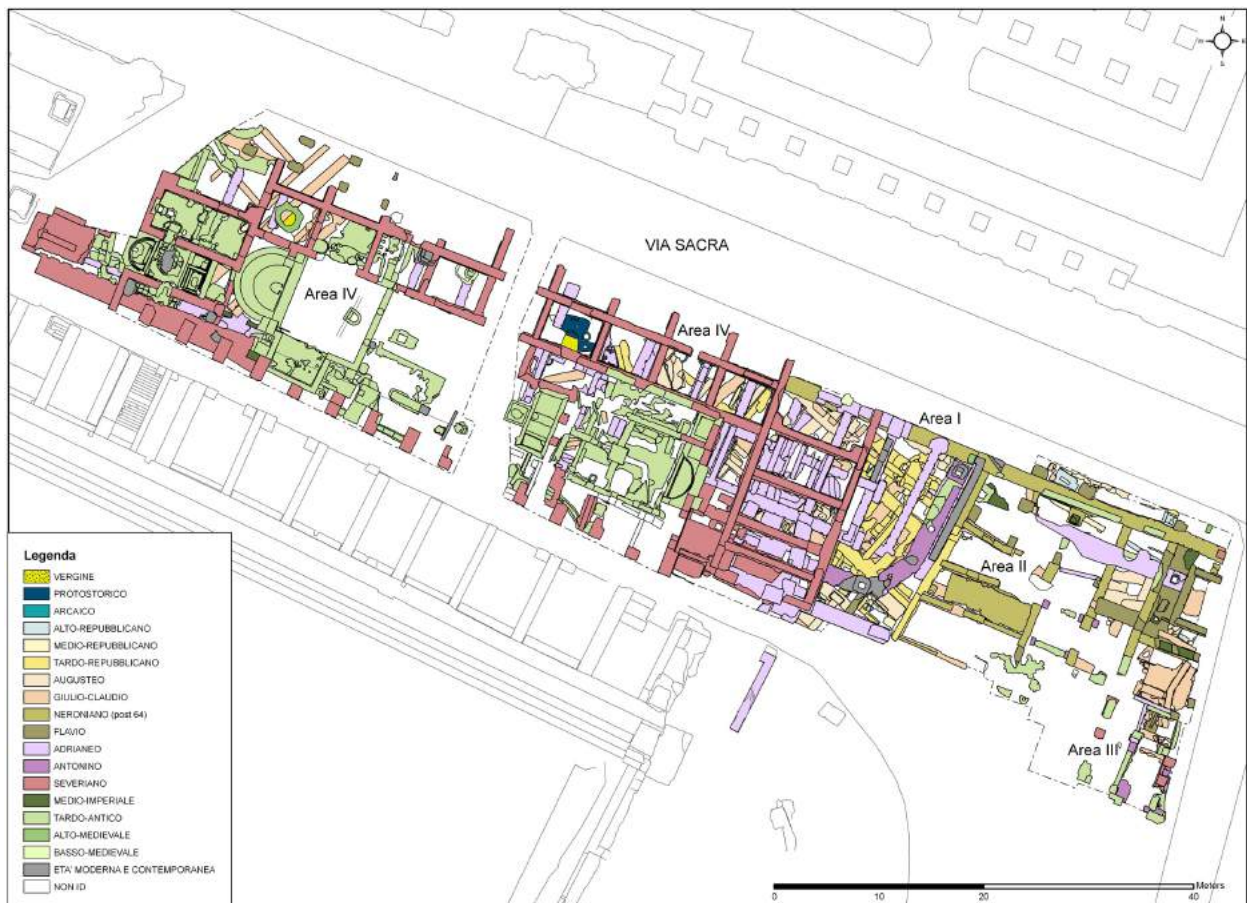 N
W E
S
VIA SACRA
Area IV
Area IV
Area I
Area II
Area III
Legenda
VERGINE
PROTOSTORICO
ARCAICO
ALTO-REPUBBLICANO
MEDIO-REPUBBLICANO
TARDO-REPUBBLICANO
AUGUSTEO
GIULIO-CLAUDIO
NERONIANO (post 64)
FLAVIO
ADRIANEO
ANTONINO
SEVERIANO
MEDIO-IMPERIALE
TARDO-ANTICO
ALTO-MEDIEVALE
BASSO-MEDIEVALE
ETA' MODERNA E CONTEMPORANEA
NON ID
Meters
0 10 20 40